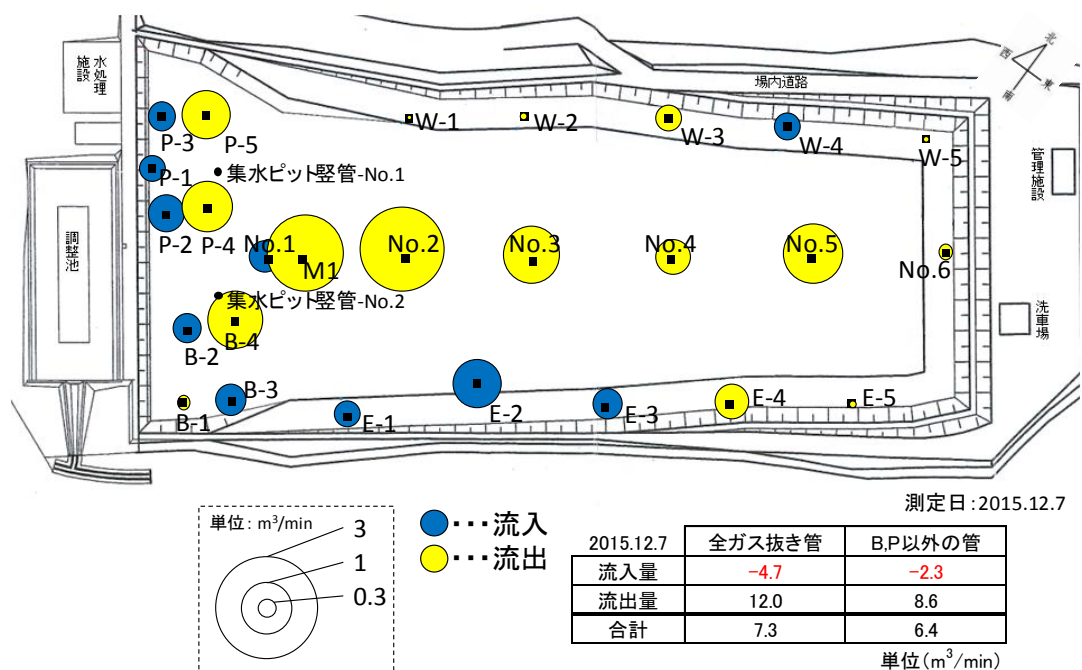 水処理
施設
北
西
東
南
場内道路
P-3
P-5
W-1
W-2
W-3
W-4
W-5
管理施設
P-1
集水ピット竪管-No.1
P-2
P-4
調整池
No.1
M1
No.2
No.3
No.4
No.5
No.6
集水ピット竪管-No.2
洗車場
B-2
B-4
B-1
B-3
E-1
E-2
E-3
E-4
E-5
測定日:2015.12.7
単位: m³/min
3
1
0.3
・・・流入
・・・流出
2015.12.7 全ガス抜き管 B,P以外の管
流入量 −4.7 −2.3
流出量 12.0 8.6
合計 7.3 6.4
単位(m³/min)